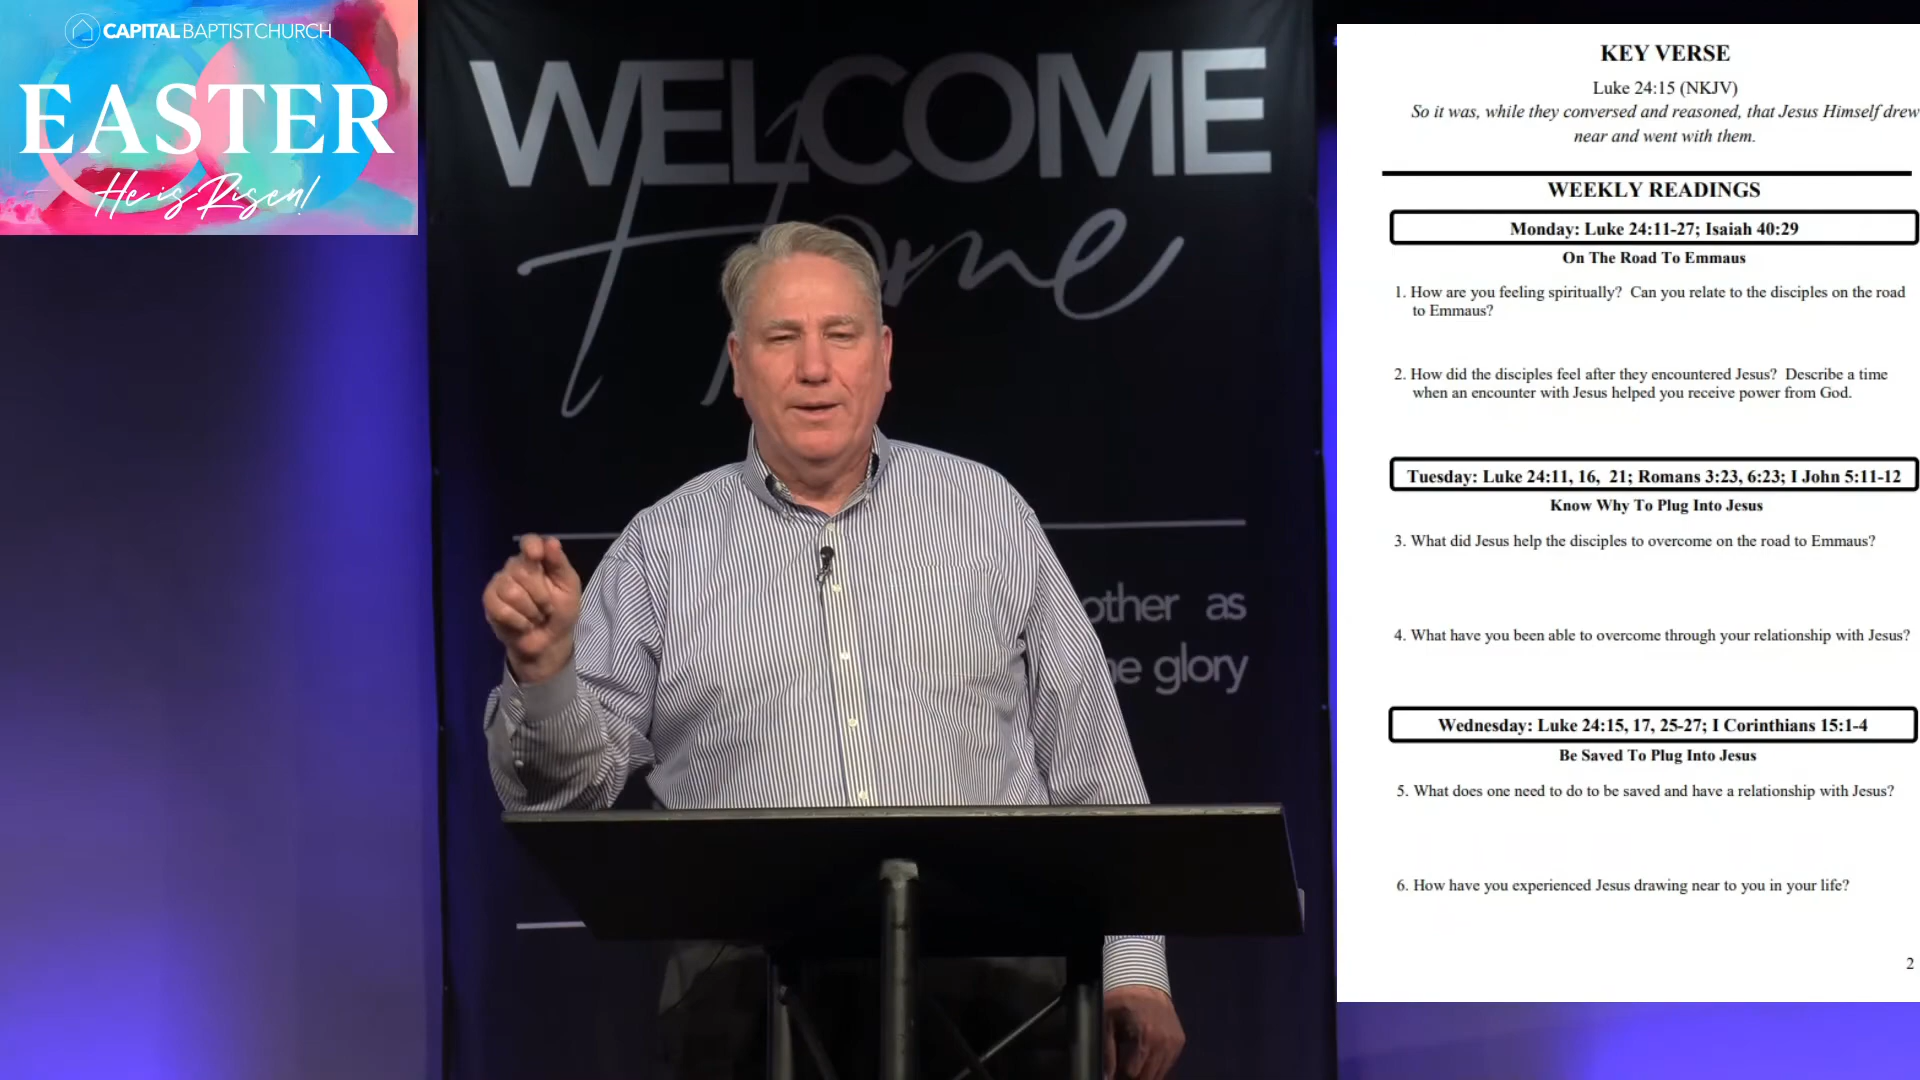 CAPITAL BAPTIST CHURCH
EASTER
He is Risen!
WELCOME
Home
other as
he glory
KEY VERSE
Luke 24:15 (NKJV)
So it was, while they conversed and reasoned, that Jesus Himself drew
near and went with them.
WEEKLY READINGS
Monday: Luke 24:11-27; Isaiah 40:29
On The Road To Emmaus
1. How are you feeling spiritually?  Can you relate to the disciples on the road
to Emmaus?
2. How did the disciples feel after they encountered Jesus?  Describe a time
when an encounter with Jesus helped you receive power from God.
Tuesday: Luke 24:11, 16,  21; Romans 3:23, 6:23; I John 5:11-12
Know Why To Plug Into Jesus
3. What did Jesus help the disciples to overcome on the road to Emmaus?
4. What have you been able to overcome through your relationship with Jesus?
Wednesday: Luke 24:15, 17, 25-27; I Corinthians 15:1-4
Be Saved To Plug Into Jesus
5. What does one need to do to be saved and have a relationship with Jesus?
6. How have you experienced Jesus drawing near to you in your life?
2